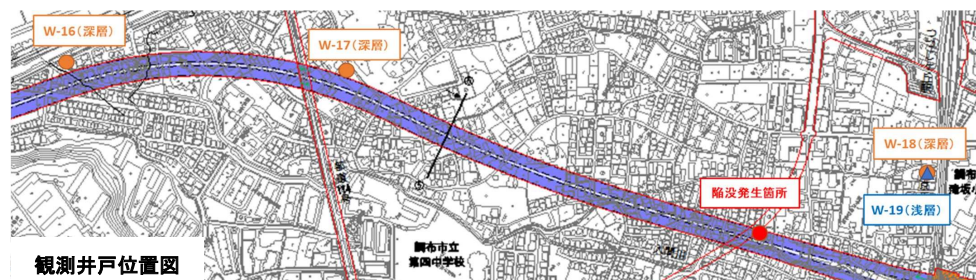 W-16(深層)
W-17(深層)
W-18(深層)
陥没発生箇所
W-19(浅層)
調布市立
第四中学校
観測井戸位置図